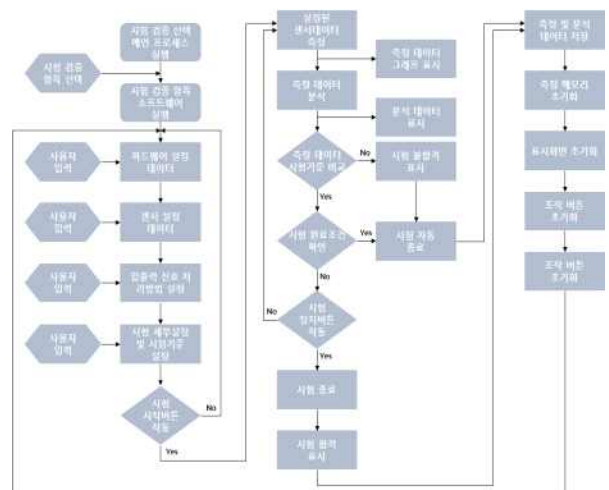 시험 검증 선택
메인 프로세스
실행
시험 검증
항목 선택
시험 검증 항목
소프트웨어
실행
사용자
입력
하드웨어 설정
데이터
사용자
입력
센서 설정
데이터
사용자
입력
입출력 신호 처
리방법 설정
사용자
입력
시험 세부설정
및 시험기준
설정
시험
시작버튼
작동
No
Yes
설정된
센서데이터
측정
측정 데이터
그래프 표시
측정 데이터
분석
분석 데이터
표시
측정 데이터
시험기준 비교
No
시험 불합격
표시
Yes
시험 완료조건
확인
Yes
시험 자동
종료
No
시험
정지버튼
작동
No
Yes
시험 종료
시험 합격
표시
측정 및 분석
데이터 저장
측정 메모리
초기화
표시화면 초기화
조작 버튼
초기화
조작 버튼
초기화